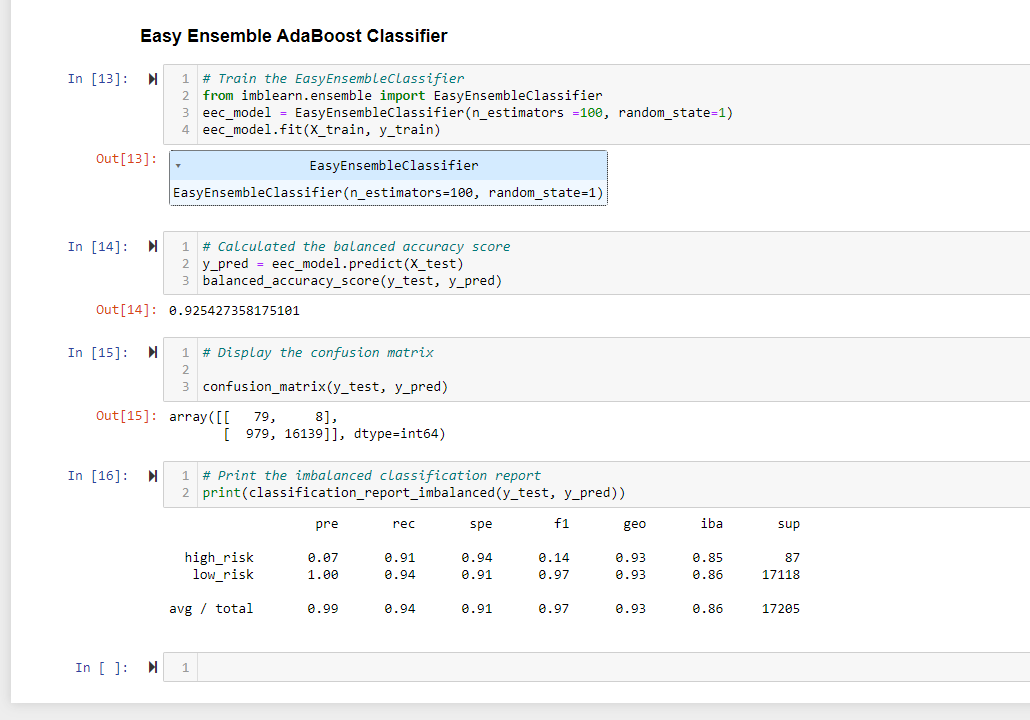 Easy Ensemble AdaBoost Classifier
In [13]:
1 # Train the EasyEnsembleClassifier
2 from imblearn.ensemble import EasyEnsembleClassifier
3 eec_model = EasyEnsembleClassifier(n_estimators =100, random_state=1)
4 eec_model.fit(X_train, y_train)
Out[13]:
EasyEnsembleClassifier
EasyEnsembleClassifier(n_estimators=100, random_state=1)
In [14]:
1 # Calculated the balanced accuracy score
2 y_pred = eec_model.predict(X_test)
3 balanced_accuracy_score(y_test, y_pred)
Out[14]: 0.925427358175101
In [15]:
1 # Display the confusion matrix
2
3 confusion_matrix(y_test, y_pred)
Out[15]: array([[   79,     8],
       [  979, 16139]], dtype=int64)
In [16]:
1 # Print the imbalanced classification report
2 print(classification_report_imbalanced(y_test, y_pred))
pre rec spe f1 geo iba sup
high_risk 0.07 0.91 0.94 0.14 0.93 0.85 87
low_risk 1.00 0.94 0.91 0.97 0.93 0.86 17118
avg / total 0.99 0.94 0.91 0.97 0.93 0.86 17205
In [ ]:
1